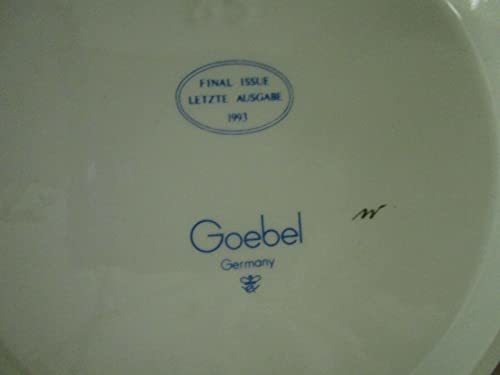 FINAL ISSUE
LETZTE AUSGABE
1993
Goebel
Germany